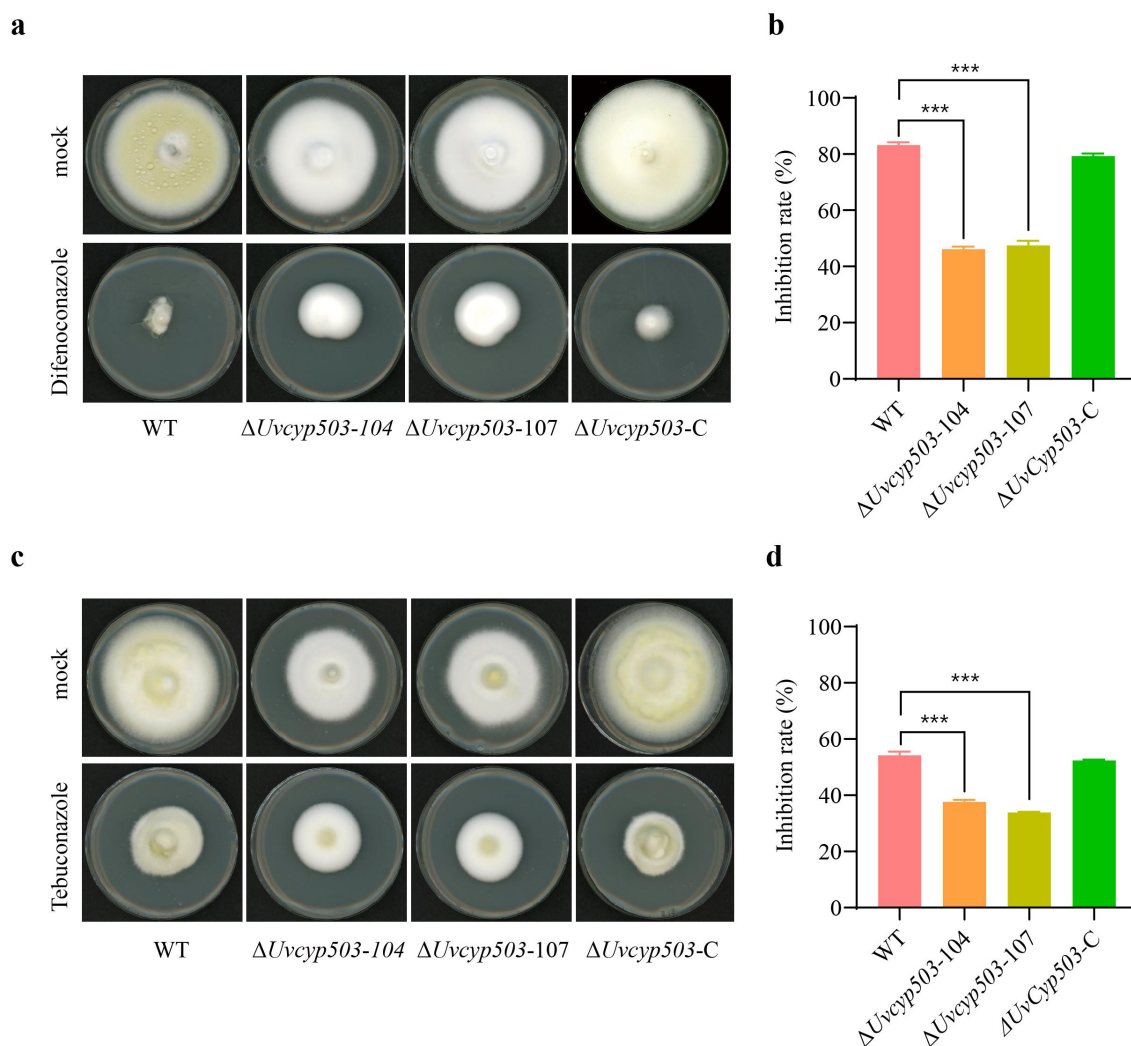 a
mock
Difenoconazole
WT
ΔUvcyp503-104
ΔUvcyp503-107
ΔUvcyp503-C
b
Inhibition rate (%)
100
80
60
40
20
0
***
***
WT
ΔUvcyp503-104
ΔUvcyp503-107
ΔUvCyp503-C
c
mock
Tebuconazole
WT
ΔUvcyp503-104
ΔUvcyp503-107
ΔUvcyp503-C
d
Inhibition rate (%)
100
80
60
40
20
0
***
***
WT
ΔUvcyp503-104
ΔUvcyp503-107
ΔUvCyp503-C